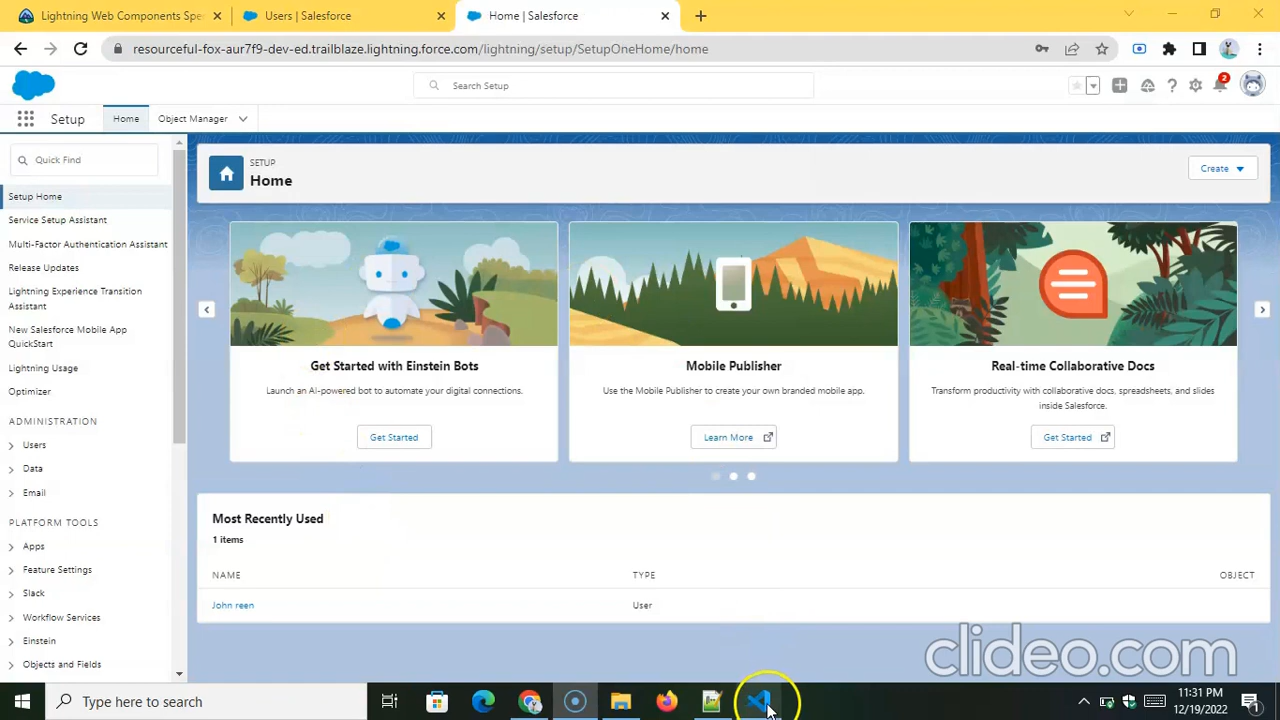 Lightning Web Components Spe
Users | Salesforce
Home | Salesforce
resourceful-fox-aur7f9-dev-ed.trailblaze.lightning.force.com/lightning/setup/SetupOneHome/home
Search Setup
2
Setup
Home
Object Manager
Quick Find
Setup Home
Service Setup Assistant
Multi-Factor Authentication Assistant
Release Updates
Lightning Experience Transition
Assistant
New Salesforce Mobile App
QuickStart
Lightning Usage
Optimizer
ADMINISTRATION
Users
Data
Email
PLATFORM TOOLS
Apps
Feature Settings
Slack
Workflow Services
Einstein
Objects and Fields
SETUP
Home
Create
Get Started with Einstein Bots
Launch an AI-powered bot to automate your digital connections.
Get Started
Mobile Publisher
Use the Mobile Publisher to create your own branded mobile app.
Learn More
Real-time Collaborative Docs
Transform productivity with collaborative docs, spreadsheets, and slides
inside Salesforce.
Get Started
Most Recently Used
1 items
NAME TYPE OBJECT
John reen User
clideo.com
Type here to search
11:31 PM
12/19/2022
1